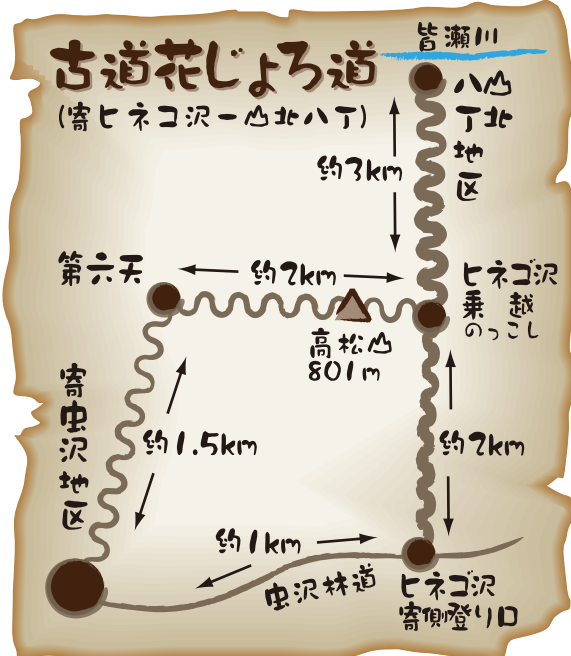 皆瀬川
古道花じょろ道
(寄ヒネコ沢ー山北八丁)
八山
丁北
地
区
約3km
第六天
約2km
ヒネゴ沢
乗越
のっこし
高松山
801m
寄虫沢地区
約1.5km
約2km
約1km
虫沢林道
ヒネゴ沢
寄側登り口